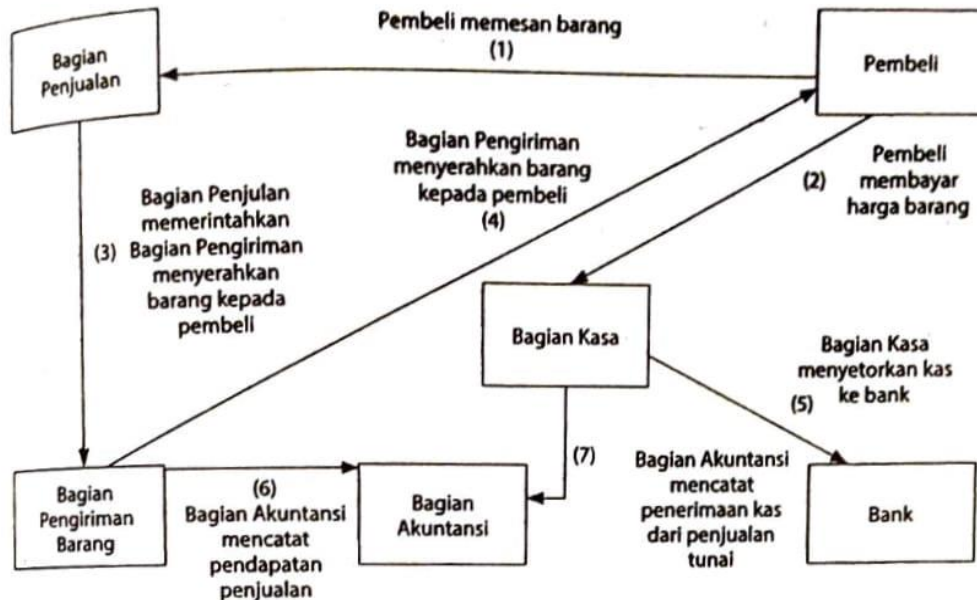 Pembeli memesan barang
(1)
Bagian
Penjualan
Pembeli
Bagian Pengiriman
menyerahkan barang
kepada pembeli
(4)
(2)
Pembeli
membayar
harga barang
(3)
Bagian Penjulan
memerintahkan
Bagian Pengiriman
menyerahkan
barang kepada
pembeli
Bagian Kasa
Bagian Kasa
menyetorkan kas
ke bank
(5)
Bagian
Pengiriman
Barang
(6)
Bagian Akuntansi
mencatat
pendapatan
penjualan
Bagian
Akuntansi
(7)
Bagian Akuntansi
mencatat
penerimaan kas
dari penjualan
tunai
Bank